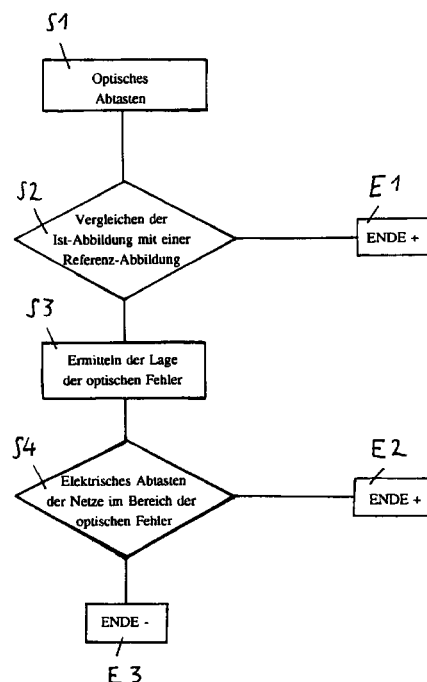 S1
Optisches
Abtasten
S2
Vergleichen der
Ist-Abbildung mit einer
Referenz-Abbildung
E1
ENDE +
S3
Ermitteln der Lage
der optischen Fehler
S4
Elektrisches Abtasten
der Netze im Bereich der
optischen Fehler
E2
ENDE +
ENDE -
E3